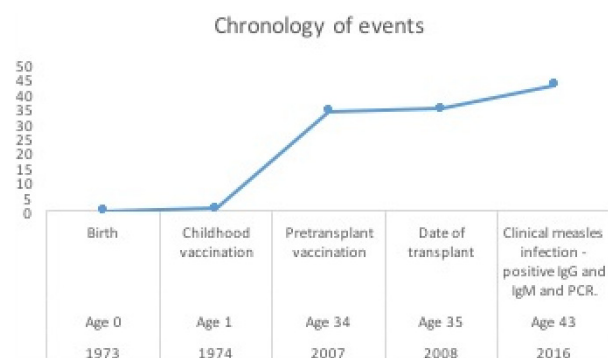 Chronology of events
50
45
40
35
30
25
20
15
10
5
0
Birth
Childhood
vaccination
Pretransplant
vaccination
Date of
transplant
Clinical measles
infection -
positive IgG and
IgM and PCR.
Age 0
Age 1
Age 34
Age 35
Age 43
1973
1974
2007
2008
2016